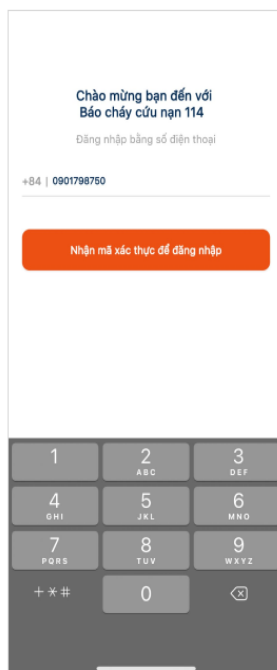 Chào mừng bạn đến với
Báo cháy cứu nạn 114
Đăng nhập bằng số điện thoại
+84 | 0901798750
Nhận mã xác thực để đăng nhập
1 2 3
ABC DEF
4 5 6
GHI JKL MNO
7 8 9
PQRS TUV WXYZ
+*# 0